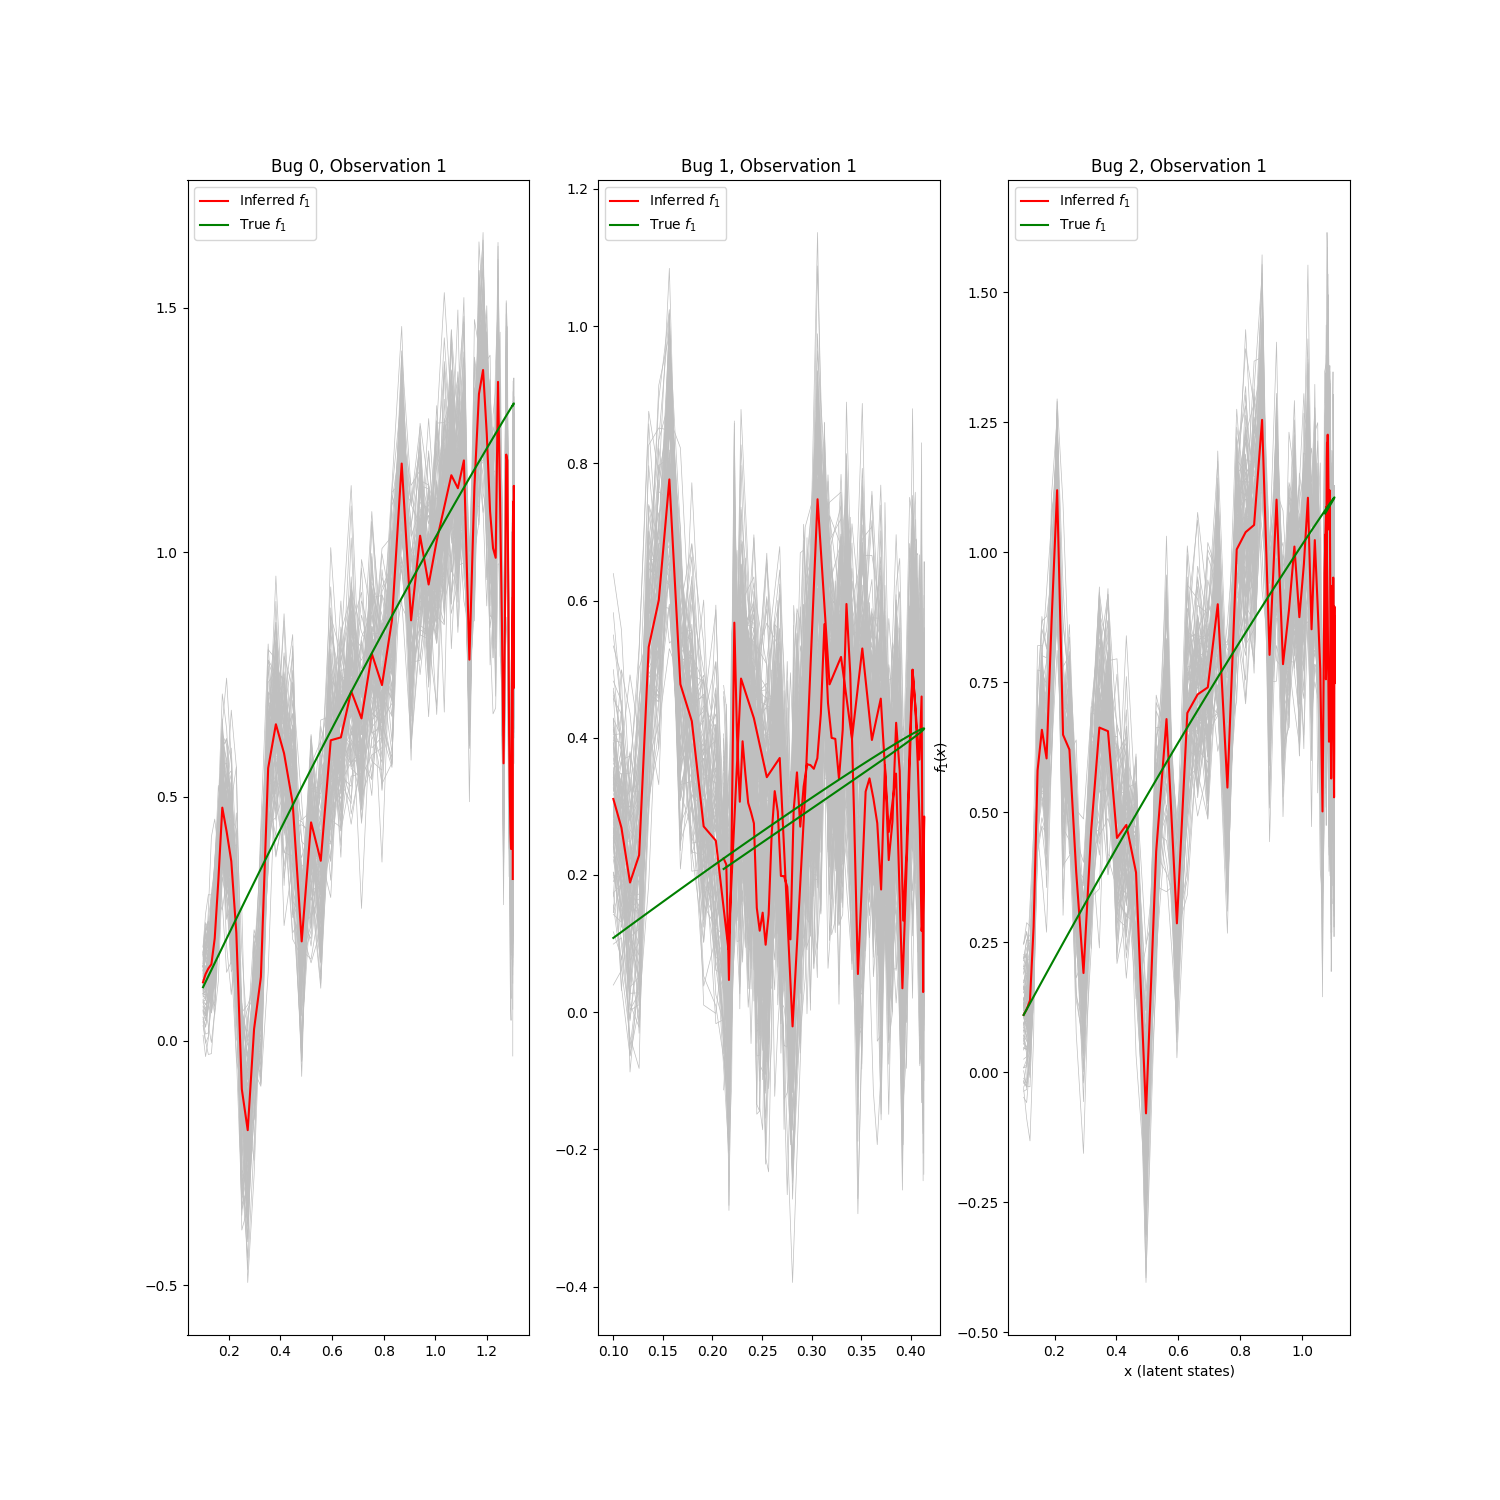 Bug 0, Observation 1
Inferred f₁
True f₁
1.5
1.0
0.5
0.0
−0.5
0.2 0.4 0.6 0.8 1.0 1.2
Bug 1, Observation 1
Inferred f₁
True f₁
1.2
1.0
0.8
0.6
0.4
0.2
0.0
−0.2
−0.4
0.10 0.15 0.20 0.25 0.30 0.35 0.40
Bug 2, Observation 1
Inferred f₁
True f₁
f₁(x)
1.50
1.25
1.00
0.75
0.50
0.25
0.00
−0.25
−0.50
0.2 0.4 0.6 0.8 1.0
x (latent states)